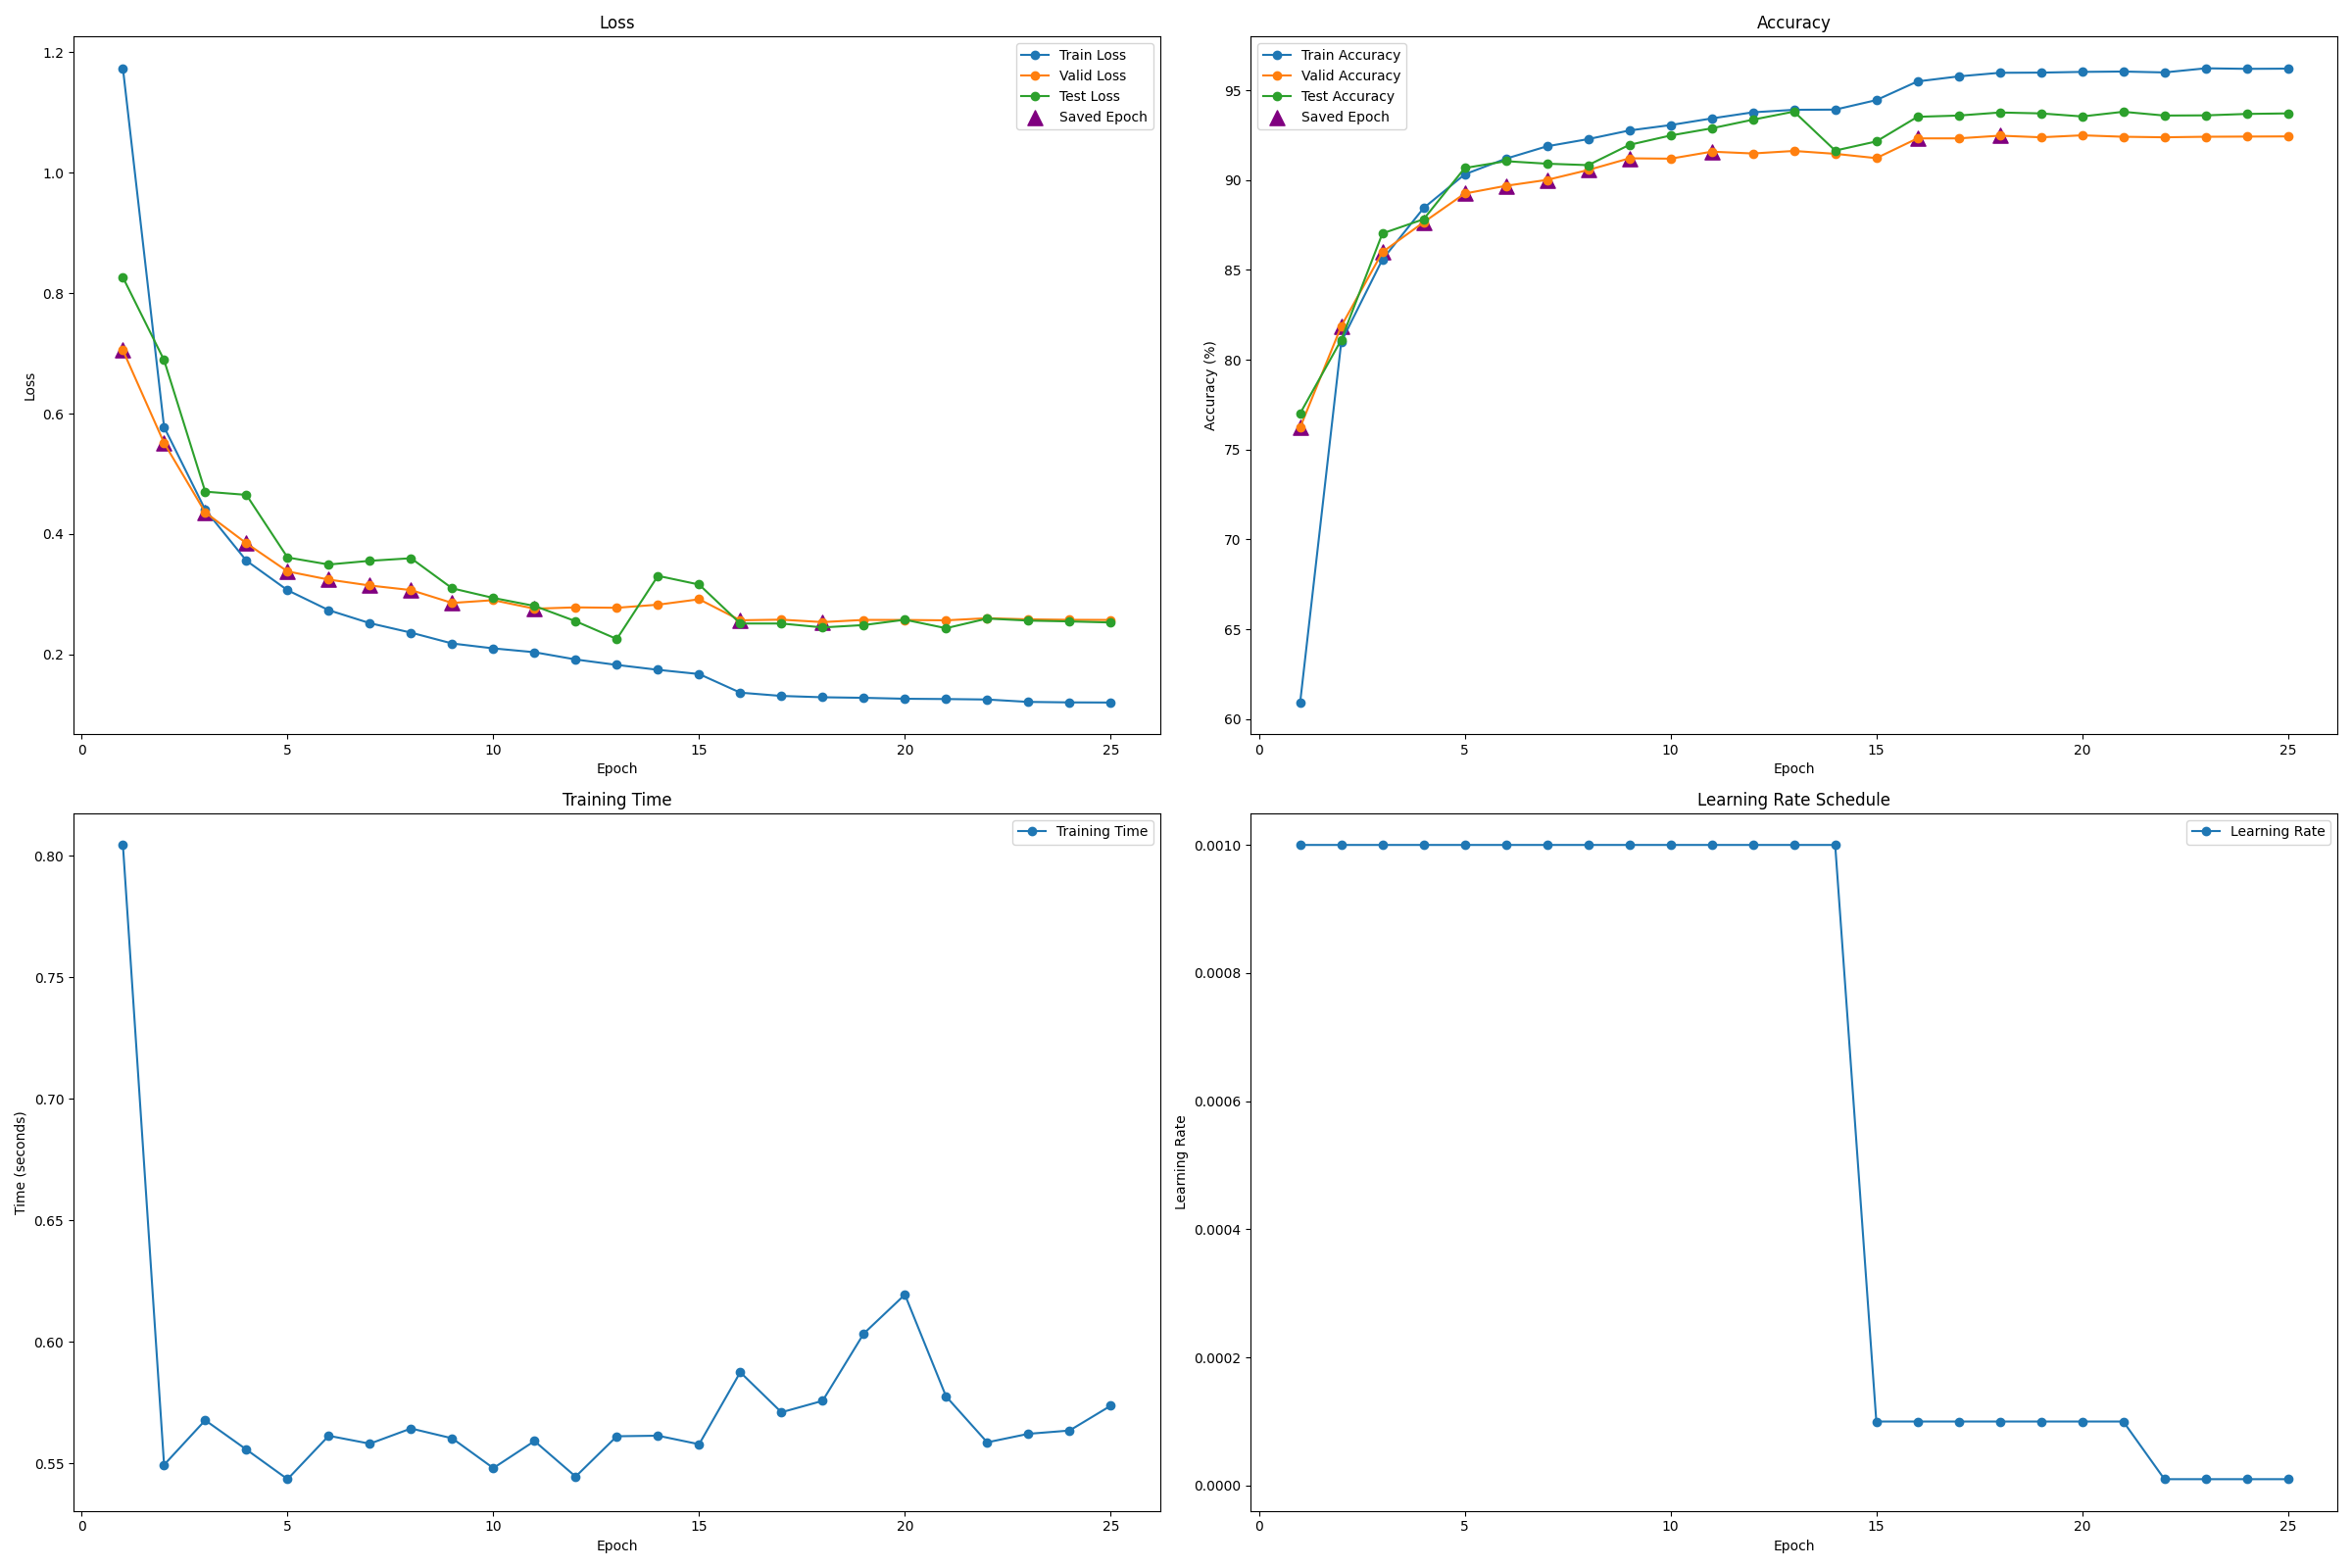 Loss
Train Loss
Valid Loss
Test Loss
Saved Epoch
1.2
1.0
0.8
0.6
0.4
0.2
Loss
0 5 10 15 20 25
Epoch
Accuracy
Train Accuracy
Valid Accuracy
Test Accuracy
Saved Epoch
95
90
85
80
75
70
65
60
Accuracy (%)
0 5 10 15 20 25
Epoch
Training Time
Training Time
0.80
0.75
0.70
0.65
0.60
0.55
Time (seconds)
0 5 10 15 20 25
Epoch
Learning Rate Schedule
Learning Rate
0.0010
0.0008
0.0006
0.0004
0.0002
0.0000
Learning Rate
0 5 10 15 20 25
Epoch